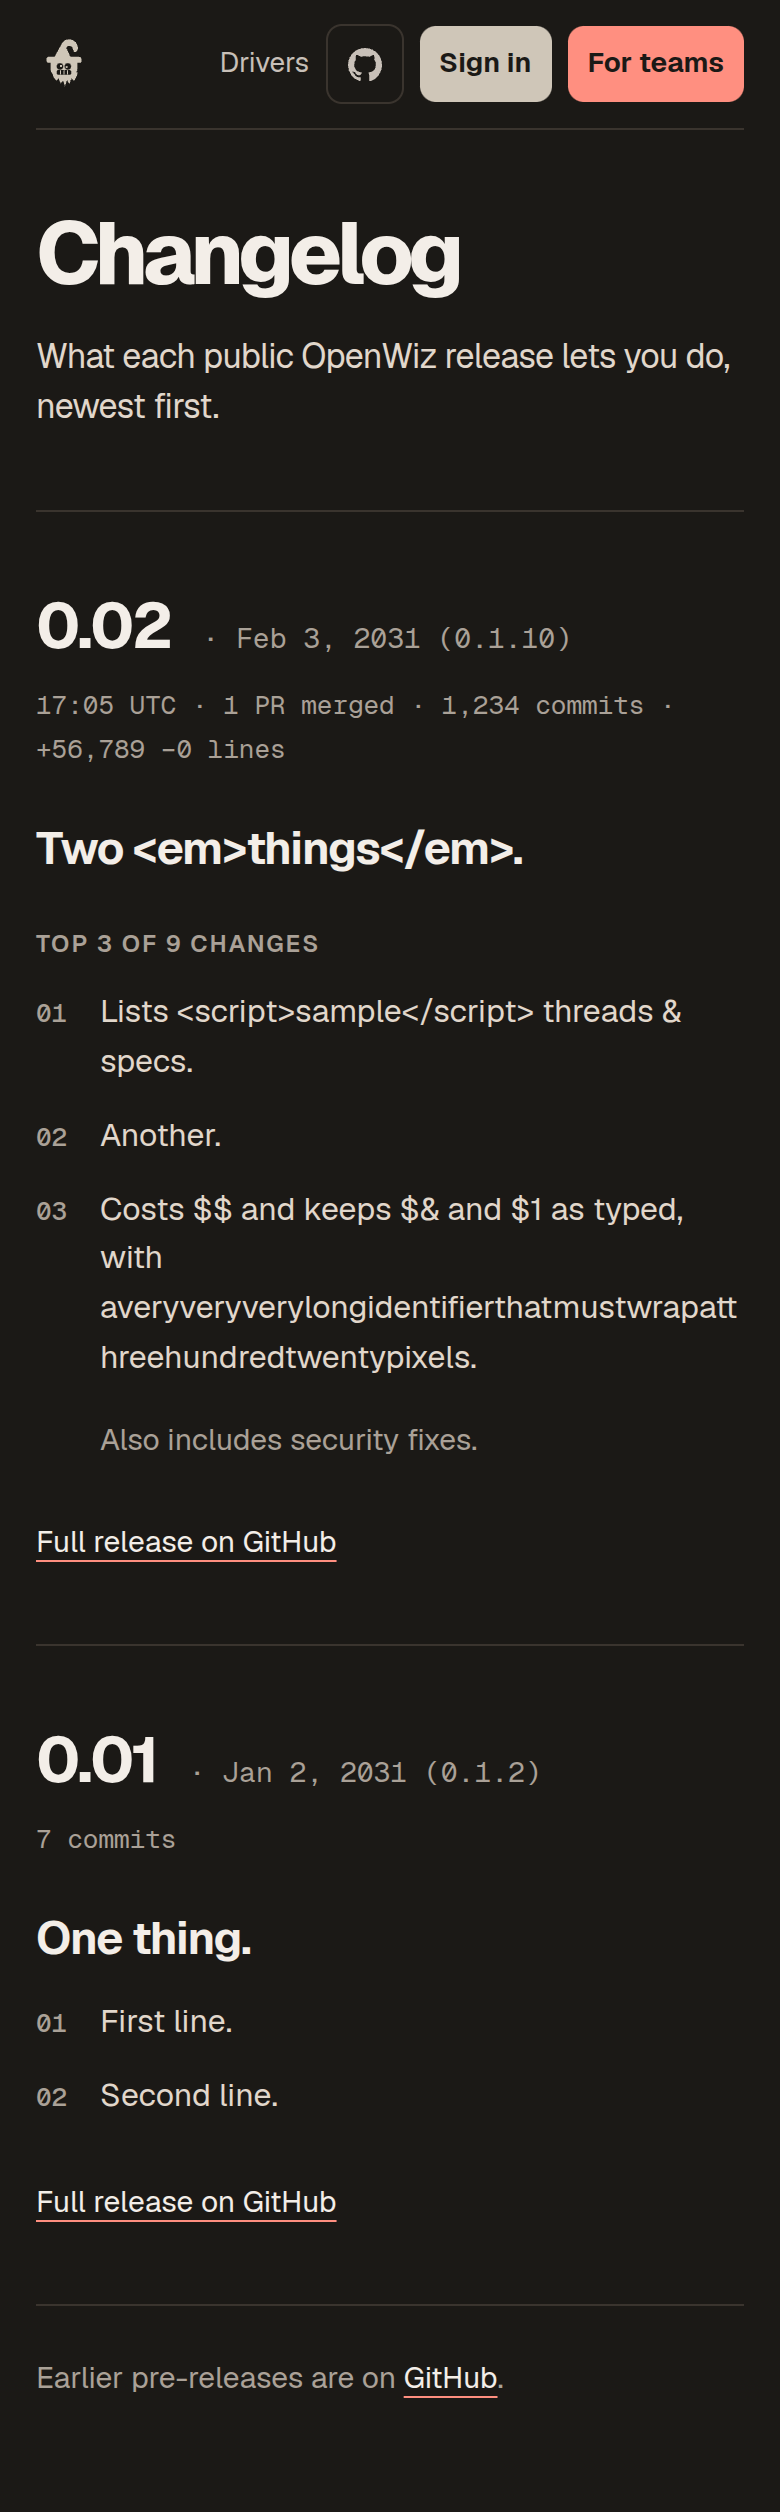 Drivers
Sign in
For teams
Changelog
What each public OpenWiz release lets you do,
newest first.
0.02 · Feb 3, 2031 (0.1.10)
17:05 UTC · 1 PR merged · 1,234 commits ·
+56,789 −0 lines
Two <em>things</em>.
TOP 3 OF 9 CHANGES
01 Lists <script>sample</script> threads &
specs.
02 Another.
03 Costs $$ and keeps $& and $1 as typed,
with
averyveryverylongidentifierthatmustwrapatt
hreehundredtwentypixels.
Also includes security fixes.
Full release on GitHub
0.01 · Jan 2, 2031 (0.1.2)
7 commits
One thing.
01 First line.
02 Second line.
Full release on GitHub
Earlier pre-releases are on GitHub.